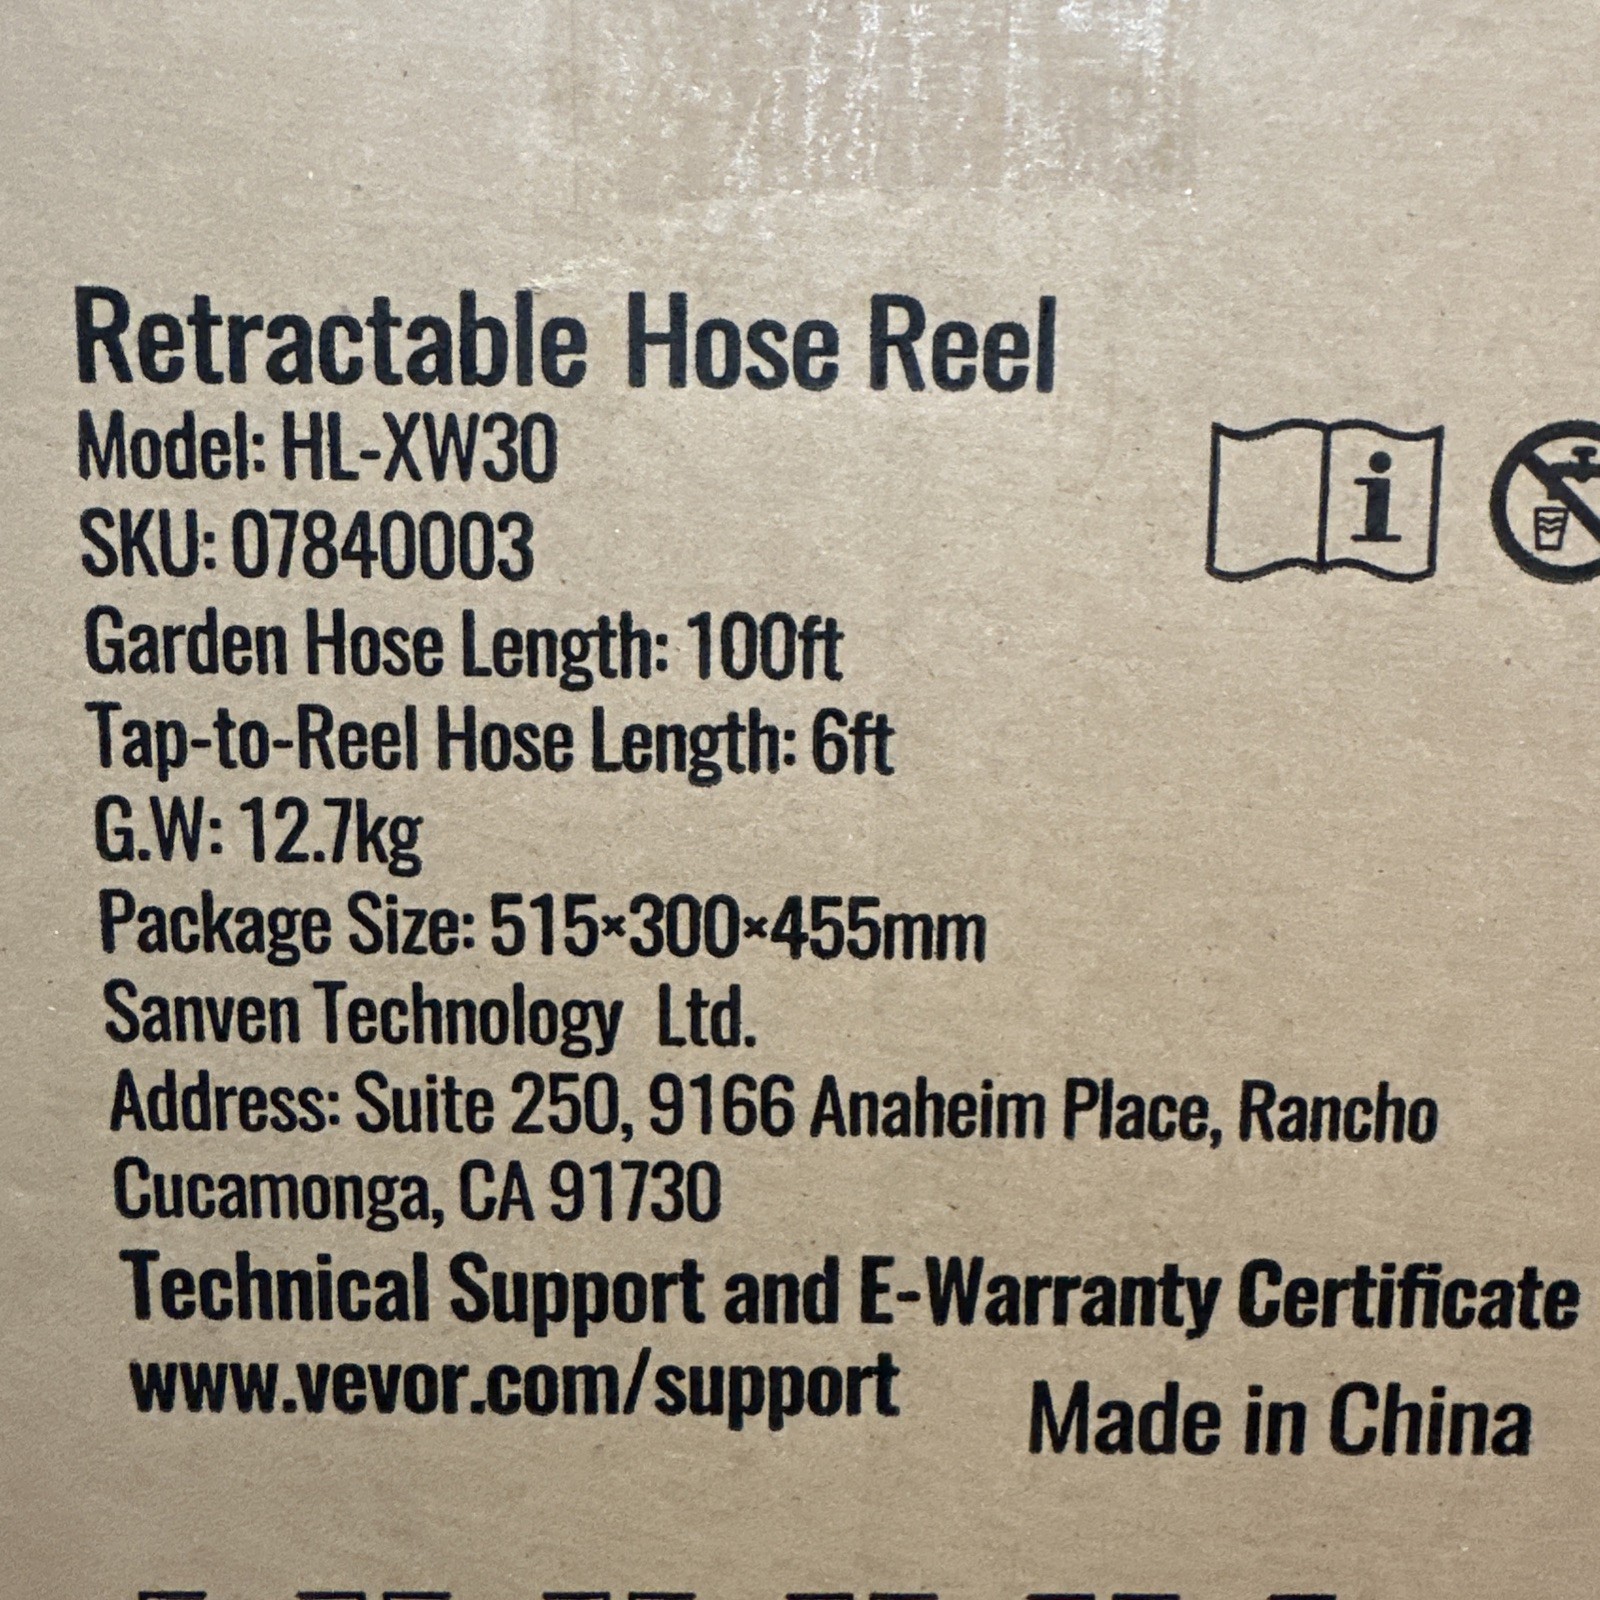 Retractable Hose Reel
Model: HL-XW30
SKU: 07840003
Garden Hose Length: 100ft
Tap-to-Reel Hose Length: 6ft
G.W: 12.7kg
Package Size: 515×300×455mm
Sanven Technology Ltd.
Address: Suite 250, 9166 Anaheim Place, Rancho
Cucamonga, CA 91730
Technical Support and E-Warranty Certificate
www.vevor.com/support
Made in China